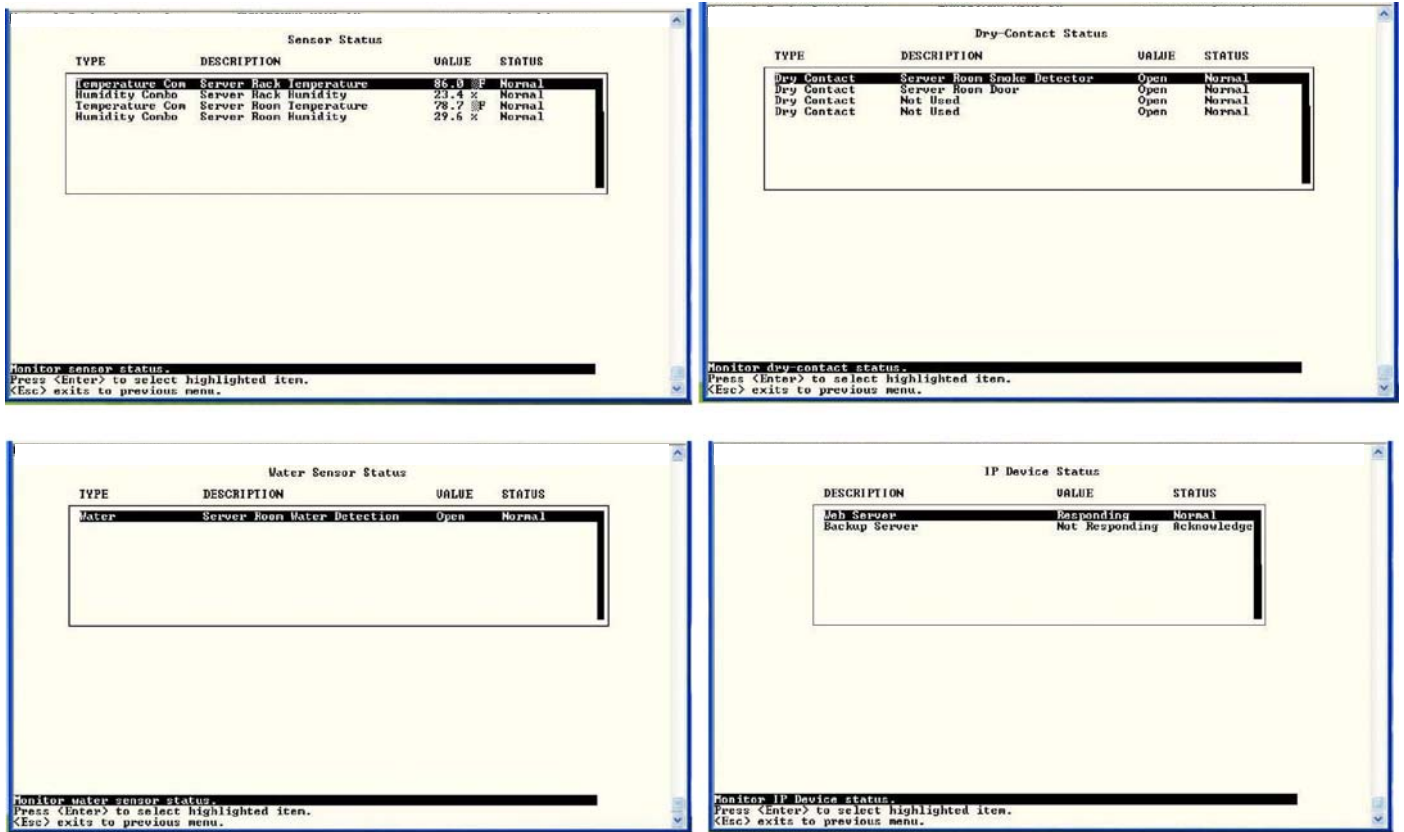 Sensor Status
TYPE DESCRIPTION VALUE STATUS
Temperature Com Server Rack Temperature 86.0 ▒F Normal
Humidity Combo Server Rack Humidity 23.4 % Normal
Temperature Com Server Room Temperature 78.7 ▒F Normal
Humidity Combo Server Room Humidity 29.6 % Normal
Monitor sensor status.
Press <Enter> to select highlighted item.
<Esc> exits to previous menu.
Dry-Contact Status
TYPE DESCRIPTION VALUE STATUS
Dry Contact Server Room Smoke Detector Open Normal
Dry Contact Server Room Door Open Normal
Dry Contact Not Used Open Normal
Dry Contact Not Used Open Normal
Monitor dry-contact status.
Press <Enter> to select highlighted item.
<Esc> exits to previous menu.
Water Sensor Status
TYPE DESCRIPTION VALUE STATUS
Water Server Room Water Detection Open Normal
Monitor water sensor status.
Press <Enter> to select highlighted item.
<Esc> exits to previous menu.
IP Device Status
DESCRIPTION VALUE STATUS
Web Server Responding Normal
Backup Server Not Responding Acknowledge
Monitor IP Device status.
Press <Enter> to select highlighted item.
<Esc> exits to previous menu.